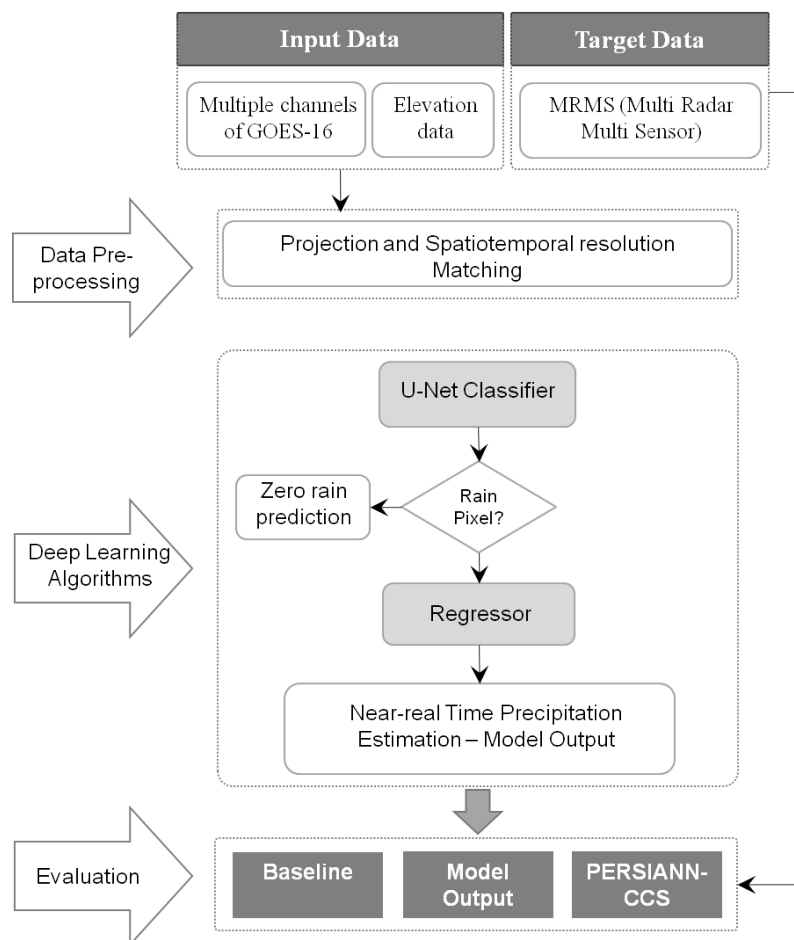 Input Data
Target Data
Multiple channels
of GOES-16
Elevation
data
MRMS (Multi Radar
Multi Sensor)
Data Pre-
processing
Projection and Spatiotemporal resolution
Matching
Deep Learning
Algorithms
U-Net Classifier
Rain
Pixel?
Zero rain
prediction
Regressor
Near-real Time Precipitation
Estimation – Model Output
Evaluation
Baseline
Model
Output
PERSIANN-
CCS